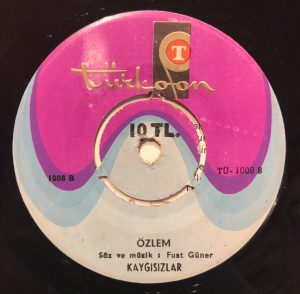 T
türkofon
10 TL.
1008 B
TÜ- 1008 B
ÖZLEM
Söz ve müzik : Fuat Güner
KAYGISIZLAR